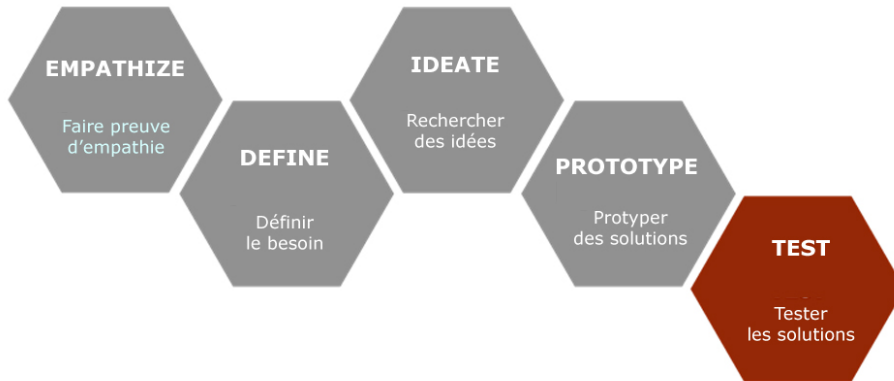 EMPATHIZE
Faire preuve
d'empathie
DEFINE
Définir
le besoin
IDEATE
Rechercher
des idées
PROTOTYPE
Protyper
des solutions
TEST
Tester
les solutions